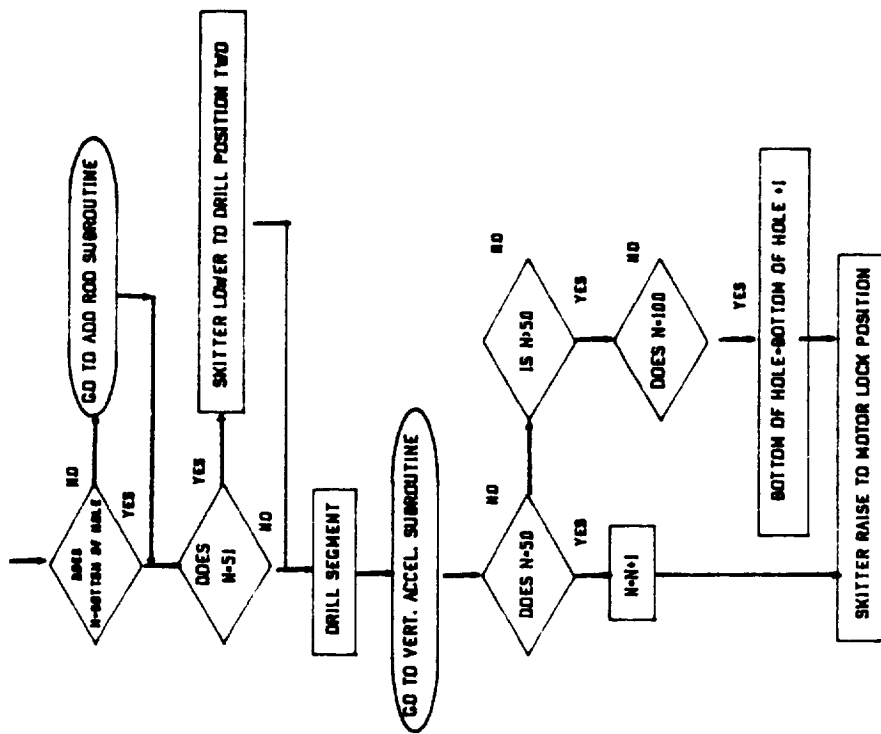 DOES
N=BOTTOM OF HOLE
NO
YES
GO TO ADD ROD SUBROUTINE
DOES
N=51
YES
NO
SKITTER LOWER TO DRILL POSITION TWO
DRILL SEGMENT
GO TO VERT. ACCEL. SUBROUTINE
DOES N=50
NO
YES
N=N+1
IS N>50
NO
YES
DOES N=100
NO
YES
BOTTOM OF HOLE=BOTTOM OF HOLE +1
SKITTER RAISE TO MOTOR LOCK POSITION